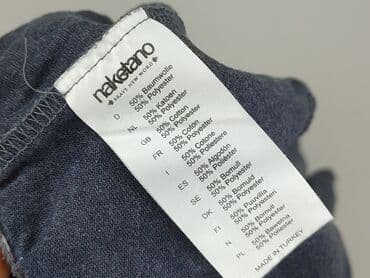 naketano
BRAVE NEW WORLD
D 50% Baumwolle
50% Polyester
NL 50% Katoen
50% Polyester
GB 50% Cotton
50% Polyester
FR 50% Coton
50% Polyester
I 50% Cotone
50% Poliestere
ES 50% Algodón
50% Poliéster
SE 50% Bomull
50% Polyester
DK 50% Bomuld
50% Polyester
FI 50% Puuvilla
50% Polyesteri
N 50% Bomull
50% Polyester
PL 50% Bawełna
50% Polyester
MADE IN TURKEY